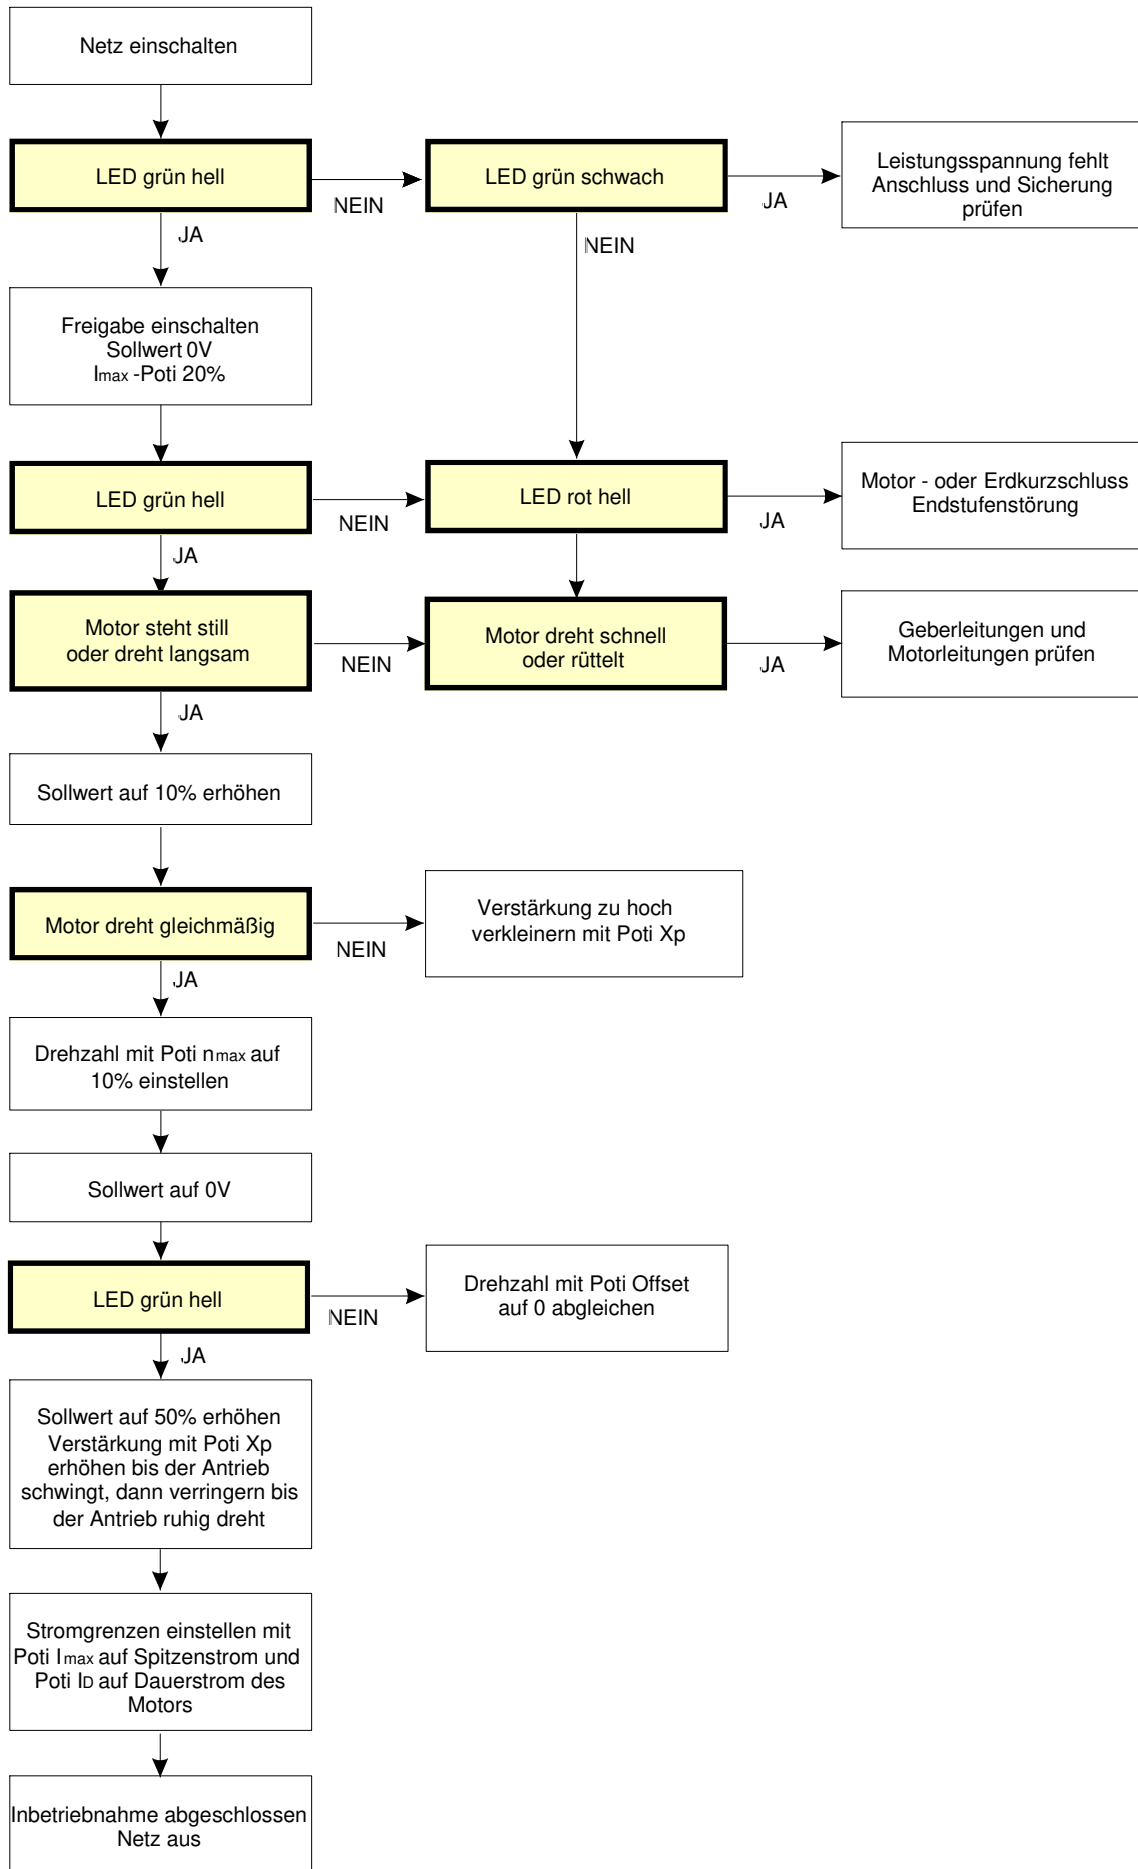 Netz einschalten
LED grün hell
NEIN
LED grün schwach
JA
Leistungsspannung fehlt
Anschluss und Sicherung
prüfen
JA
NEIN
Freigabe einschalten
Sollwert 0V
Imax -Poti 20%
LED grün hell
NEIN
LED rot hell
JA
Motor - oder Erdkurzschluss
Endstufenstörung
JA
Motor steht still
oder dreht langsam
NEIN
Motor dreht schnell
oder rüttelt
JA
Geberleitungen und
Motorleitungen prüfen
JA
Sollwert auf 10% erhöhen
Motor dreht gleichmäßig
NEIN
Verstärkung zu hoch
verkleinern mit Poti Xp
JA
Drehzahl mit Poti nmax auf
10% einstellen
Sollwert auf 0V
LED grün hell
NEIN
Drehzahl mit Poti Offset
auf 0 abgleichen
JA
Sollwert auf 50% erhöhen
Verstärkung mit Poti Xp
erhöhen bis der Antrieb
schwingt, dann verringern bis
der Antrieb ruhig dreht
Stromgrenzen einstellen mit
Poti Imax auf Spitzenstrom und
Poti ID auf Dauerstrom des
Motors
Inbetriebnahme abgeschlossen
Netz aus